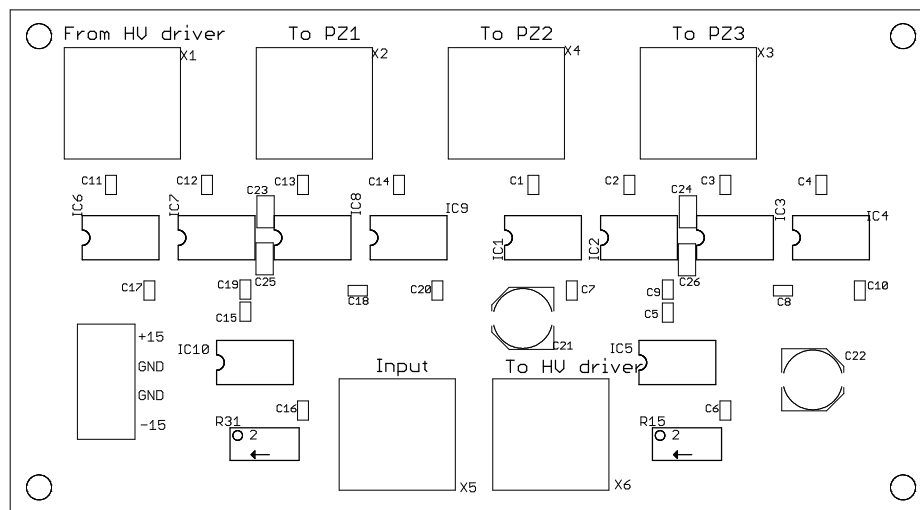 From HV driver
To PZ1
To PZ2
To PZ3
X1
X2
X4
X3
C11
C12
C13
C14
C1
C2
C3
C4
C23
C24
IC6
IC7
IC8
IC9
IC1
IC2
IC3
IC4
C25
C26
C17
C19
C18
C20
C7
C9
C8
C10
C15
C5
+15
GND
GND
-15
IC10
C21
IC5
C22
Input
To HV driver
C16
C6
R31
2
R15
2
X5
X6